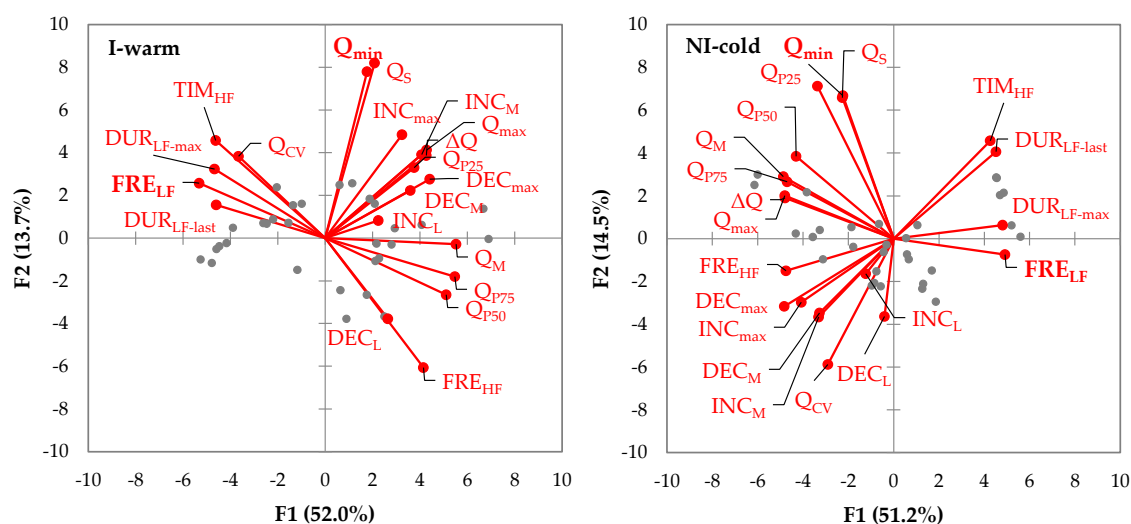 I-warm
F2 (13.7%)
10
8
6
4
2
0
-2
-4
-6
-8
-10
-10
-8
-6
-4
-2
0
2
4
6
8
10
F1 (52.0%)
Qmin
QS
TIMHF
INCmax
INCM
Qmax
ΔQ
QP25
DURLF-max
QCV
DECmax
FRELF
DECM
DURLF-last
INCL
QM
QP75
QP50
DECL
FREHF
NI-cold
F2 (14.5%)
10
8
6
4
2
0
-2
-4
-6
-8
-10
-10
-8
-6
-4
-2
0
2
4
6
8
10
F1 (51.2%)
Qmin
QS
QP25
TIMHF
QP50
DURLF-last
QM
QP75
ΔQ
Qmax
DURLF-max
FREHF
FRELF
DECmax
INCmax
INCL
DECM
DECL
INCM
QCV